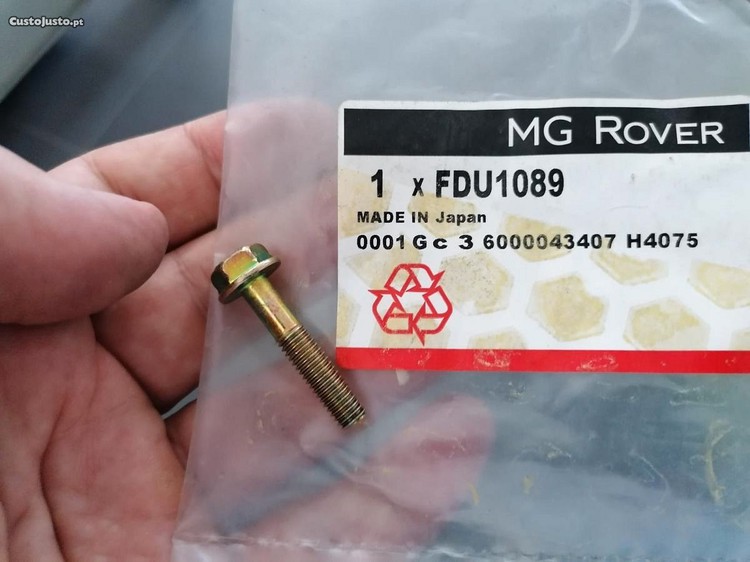 CustoJusto.pt
MG ROVER
1 x FDU1089
MADE IN Japan
0001 G c 3 6000043407 H4075